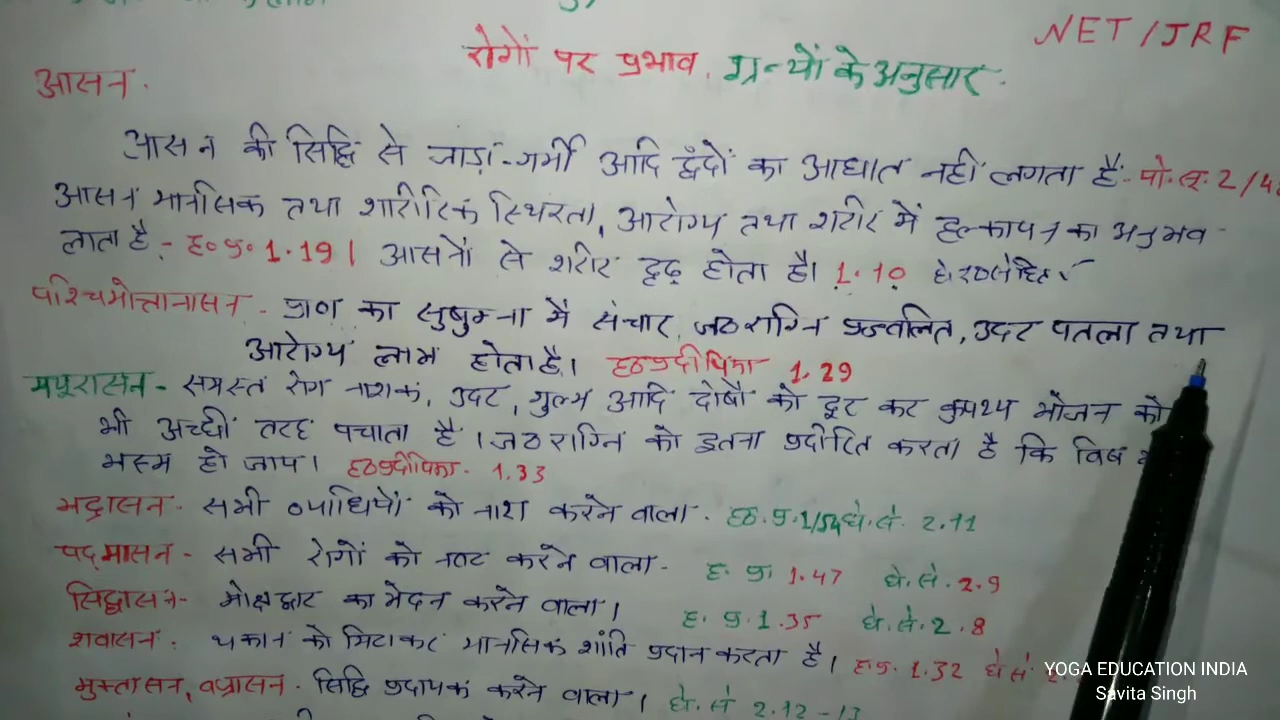 NET/JRF
रोगों पर प्रभाव, ग्रन्थों के अनुसार.
आसन.
आसन की सिद्धि से जाड़ा-गर्मी आदि द्वंदों का आघात नहीं लगता है- यो.सू. 2/48
आसन मानसिक तथा शारीरिक स्थिरता, आरोग्य तथा शरीर में हल्कापन का अनुभव
लाता है- ह०प्र० 1.19। आसनों से शरीर दृढ़ होता है। 1.10 घेरण्डसंहिता
पश्चिमोत्तानासन- प्राण का सुषुम्ना में संचार, जठराग्नि प्रज्वलित, उदर पतला तथा
आरोग्य लाभ होता है। हठप्रदीपिका 1.29
मयूरासन- समस्त रोग नाशक, उदर, गुल्म आदि दोषों को दूर कर कुपथ्य भोजन को
भी अच्छी तरह पचाता है। जठराग्नि को इतना प्रदीप्त करता है कि विष
भस्म हो जाय। हठप्रदीपिका- 1.33
भद्रासन- सभी व्याधियों को नाश करने वाला. हठ.प्र.1/54 घे.सं. 2.11
पद्मासन- सभी रोगों को नष्ट करने वाला- ह. प्र. 1.47 घे.सं. 2.9
सिद्धासन- मोक्षद्वार का भेदन करने वाला। ह. प्र. 1.35 घे.सं. 2.8
शवासन: थकान को मिटाकर मानसिक शांति प्रदान करता है। ह.प्र. 1.32 घे सं
मुक्तासन, वज्रासन- सिद्धि प्रदायक करने वाला। घे.सं 2.12-13
YOGA EDUCATION INDIA
Savita Singh